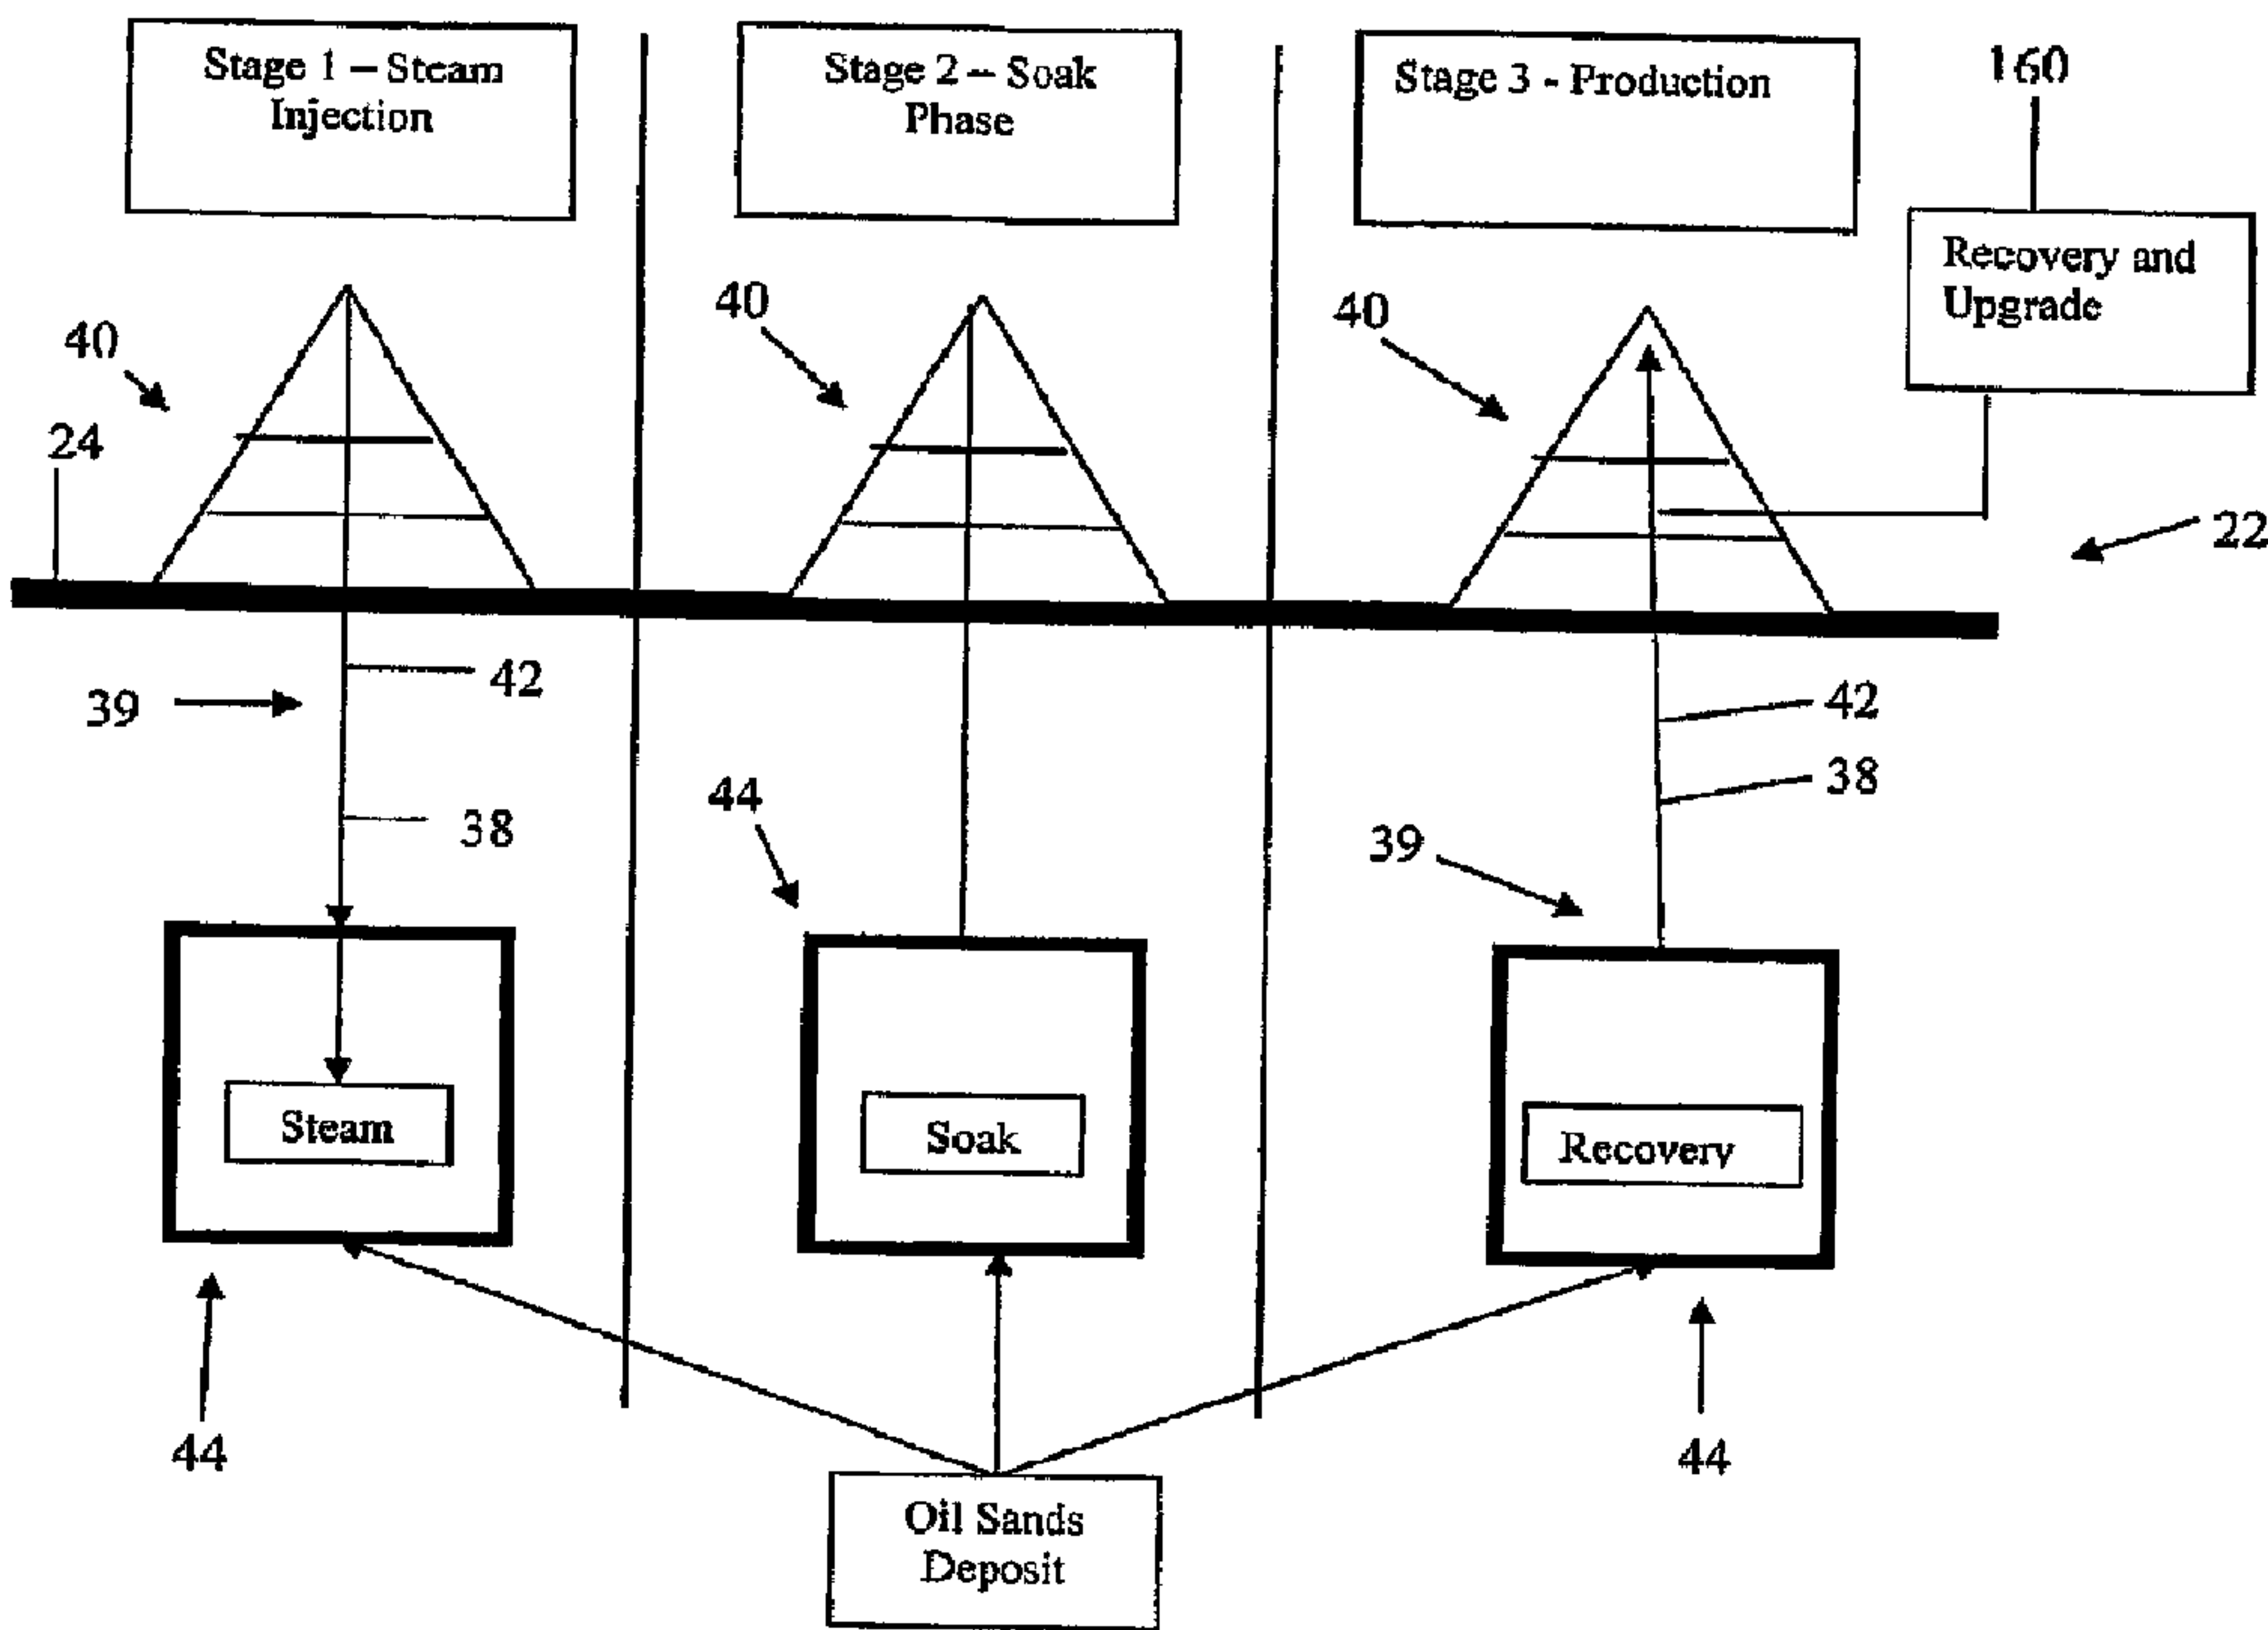 Stage 1 – Steam
Injection
Stage 2 – Soak
Phase
Stage 3 - Production
160
Recovery and
Upgrade
40
40
40
24
22
42
39
42
38
44
38
39
Steam
Soak
Recovery
44
44
Oil Sands
Deposit